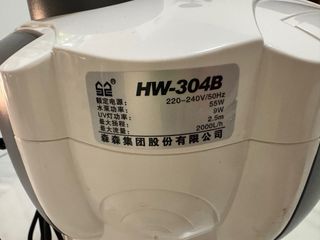 HW-304B
额定电源: 220-240V/50Hz
水泵功率: 55W
UV灯功率: 9W
最大扬程: 2.5m
最大流量: 2000L/h
森森集团股份有限公司